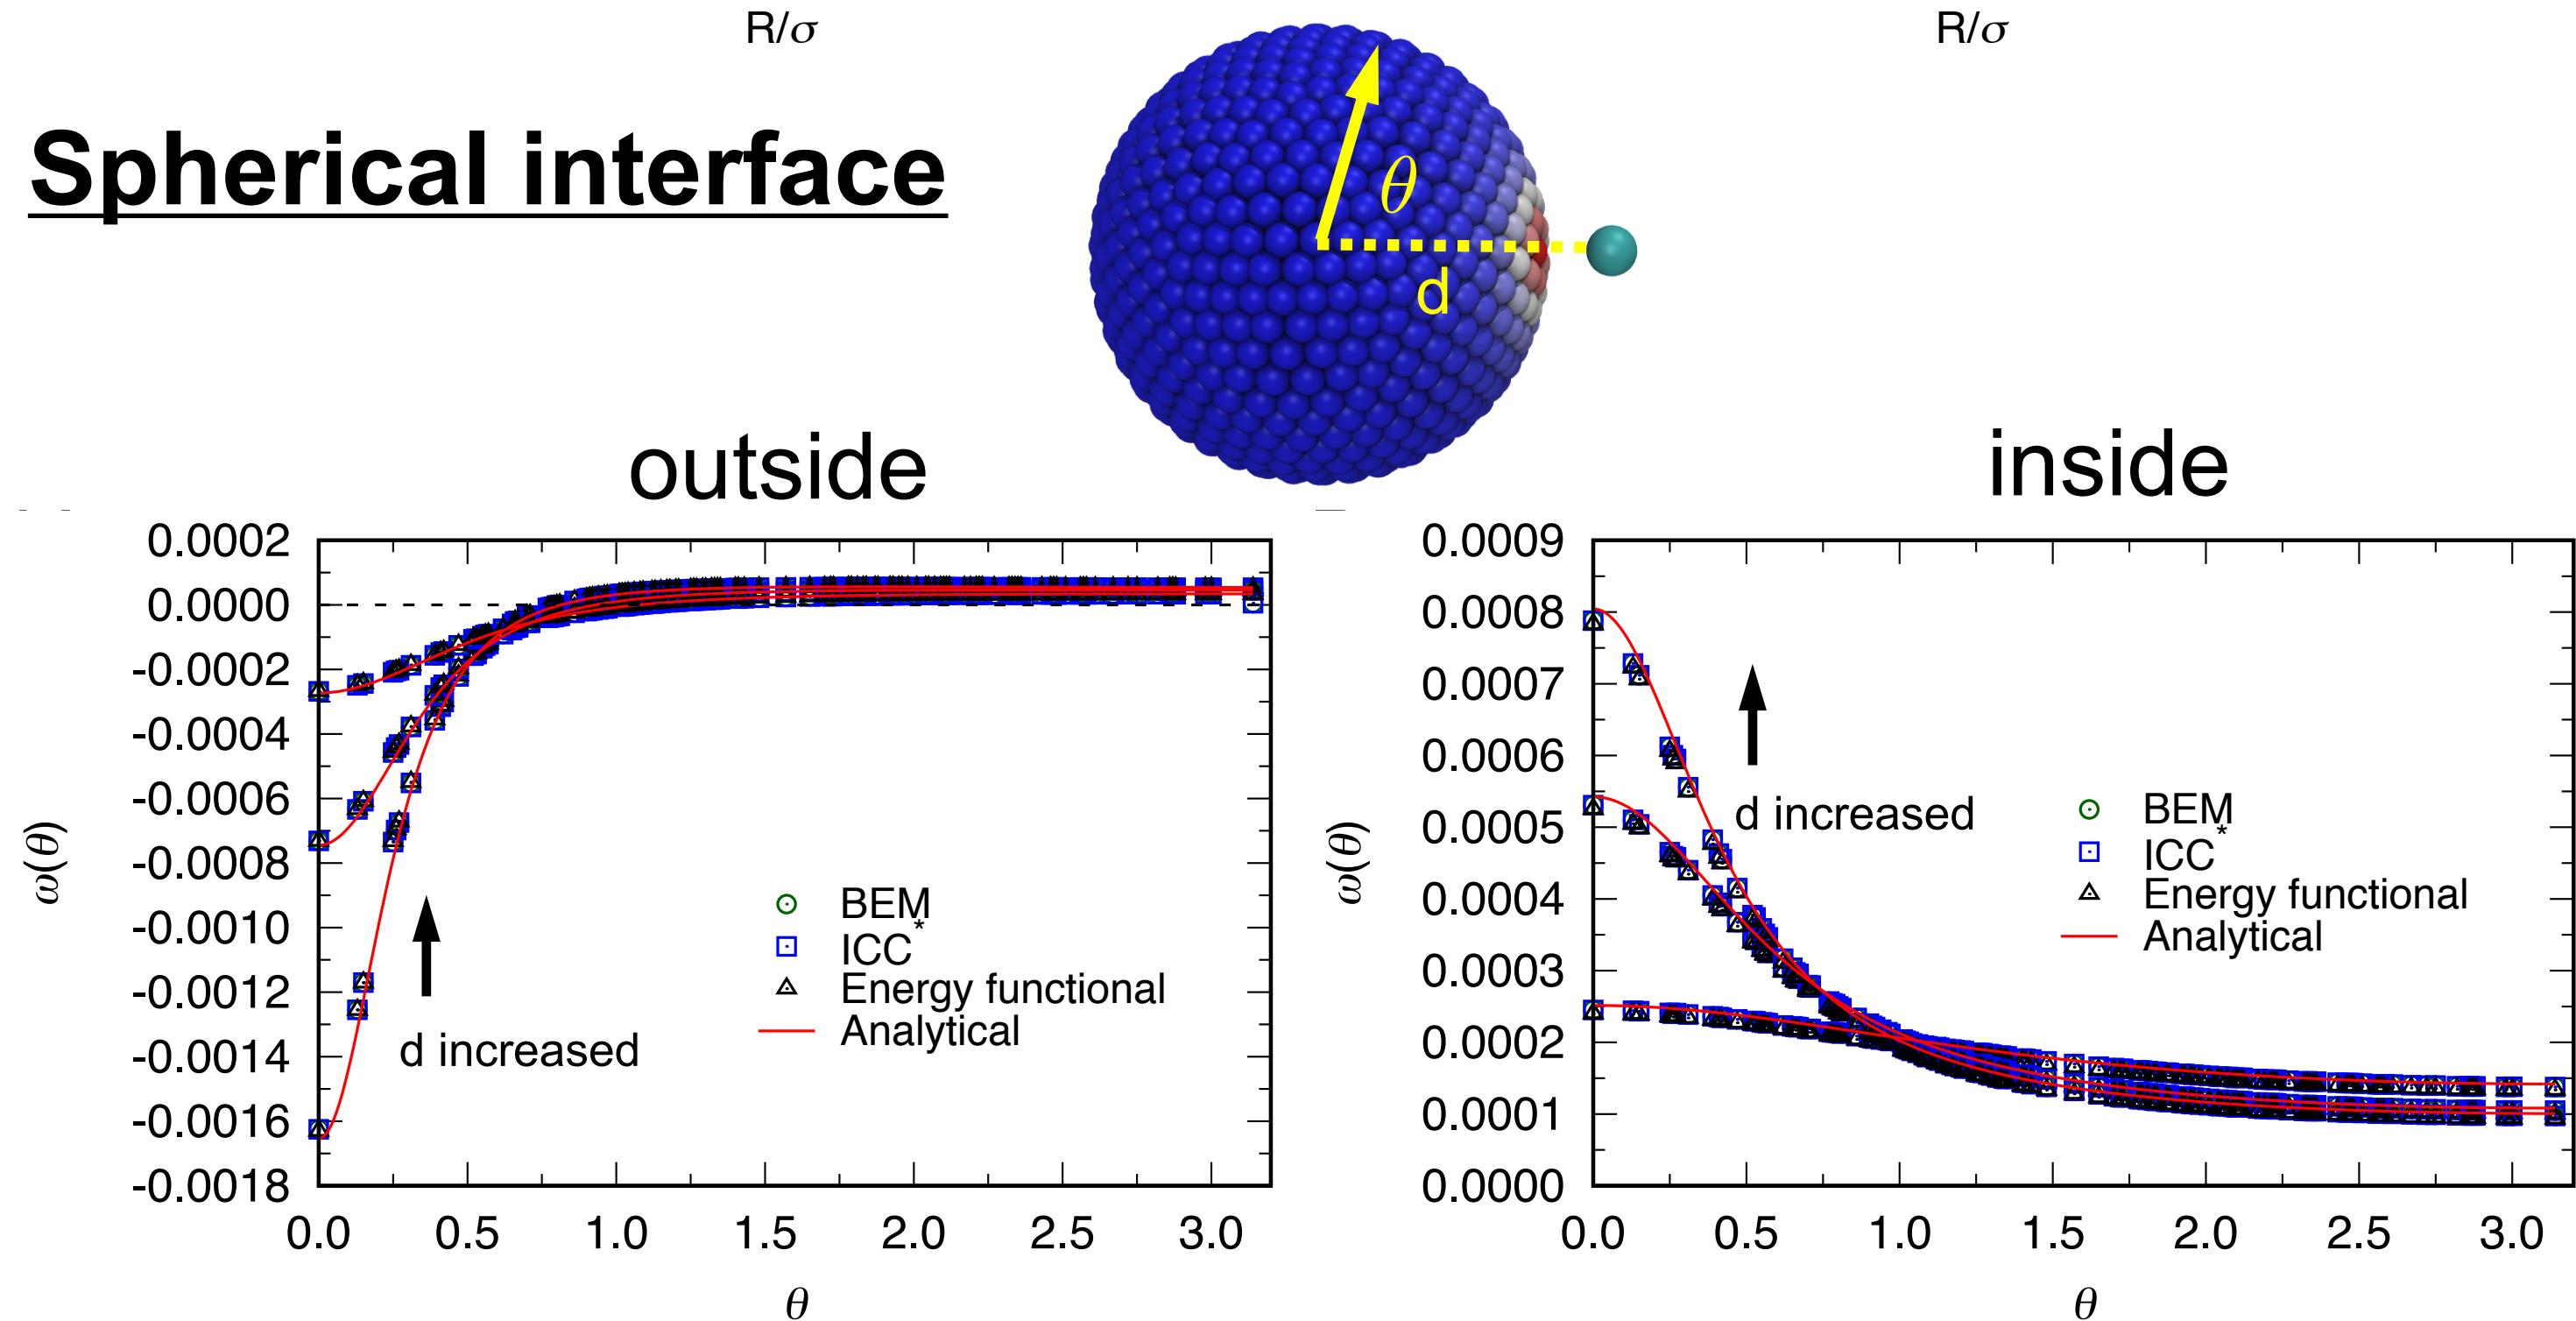 R/σ
R/σ
Spherical interface
θ
d
outside
inside
0.0002
0.0000
-0.0002
-0.0004
-0.0006
-0.0008
-0.0010
-0.0012
-0.0014
-0.0016
-0.0018
ω(θ)
d increased
BEM
ICC*
Energy functional
Analytical
0.0 0.5 1.0 1.5 2.0 2.5 3.0
θ
0.0009
0.0008
0.0007
0.0006
0.0005
0.0004
0.0003
0.0002
0.0001
0.0000
ω(θ)
d increased
BEM
ICC*
Energy functional
Analytical
0.0 0.5 1.0 1.5 2.0 2.5 3.0
θ